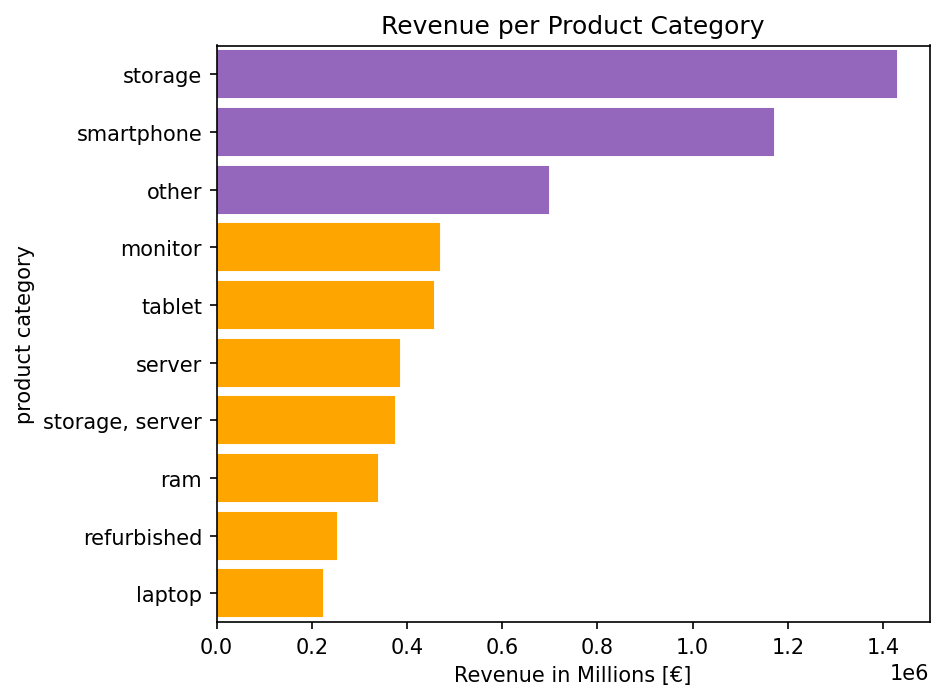 Revenue per Product Category
storage
smartphone
other
monitor
tablet
server
storage, server
ram
refurbished
laptop
product category
0.0 0.2 0.4 0.6 0.8 1.0 1.2 1.4
1e6
Revenue in Millions [€]